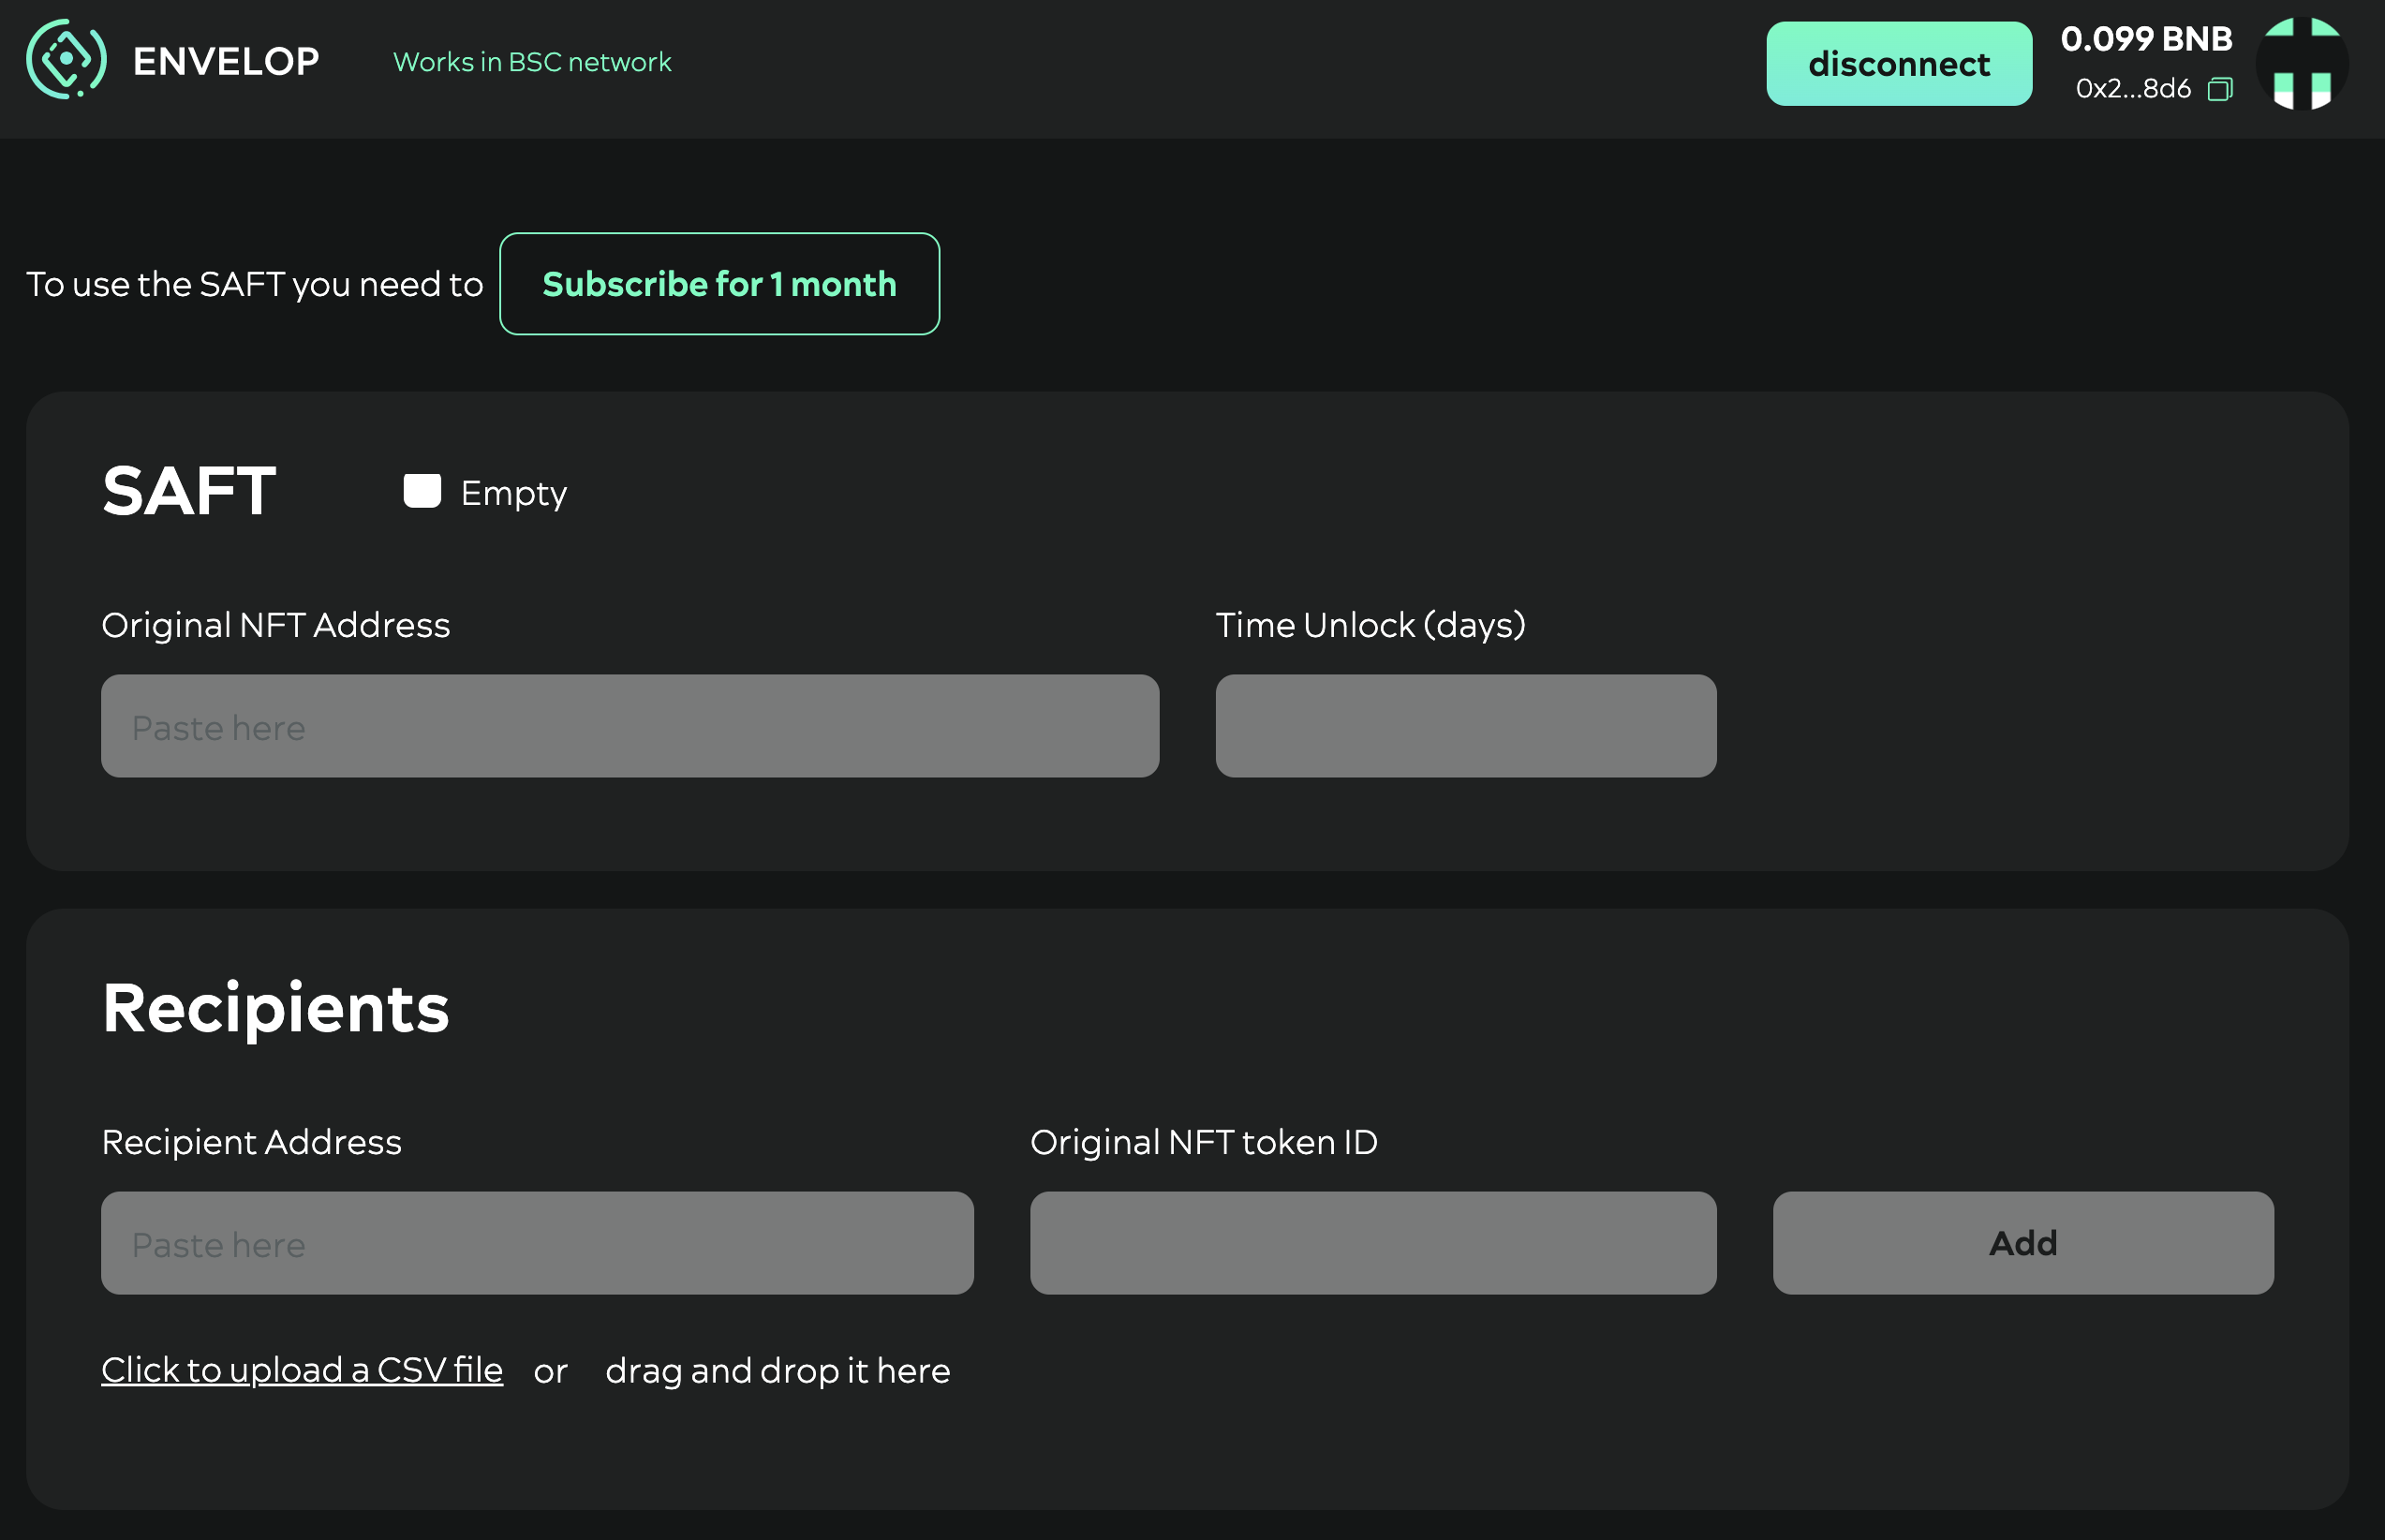 ENVELOP
Works in BSC network
disconnect
0.099 BNB
0x2...8d6
To use the SAFT you need to
Subscribe for 1 month
SAFT
Empty
Original NFT Address
Time Unlock (days)
Paste here
Recipients
Recipient Address
Original NFT token ID
Paste here
Add
Click to upload a CSV file or drag and drop it here